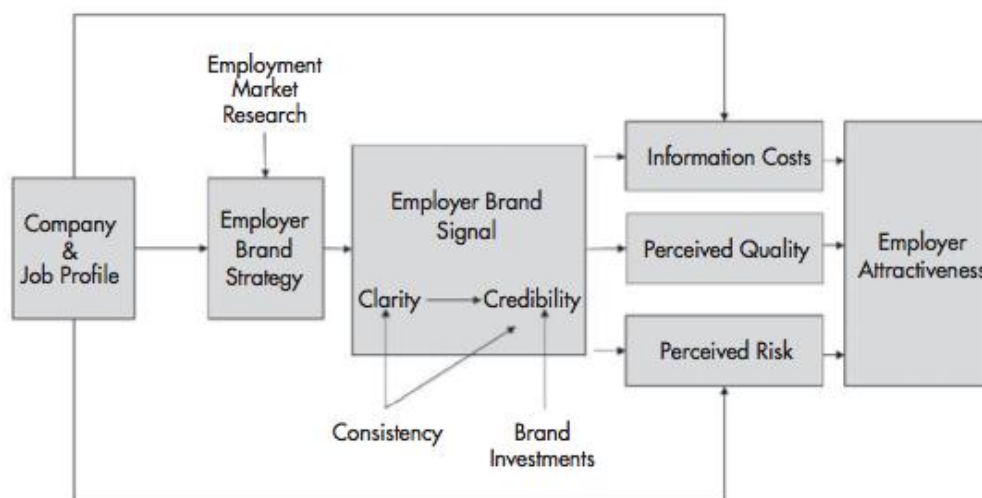 Employment
Market
Research
Company
&
Job Profile
Employer
Brand
Strategy
Employer Brand
Signal
Clarity
Credibility
Consistency
Brand
Investments
Information Costs
Perceived Quality
Perceived Risk
Employer
Attractiveness